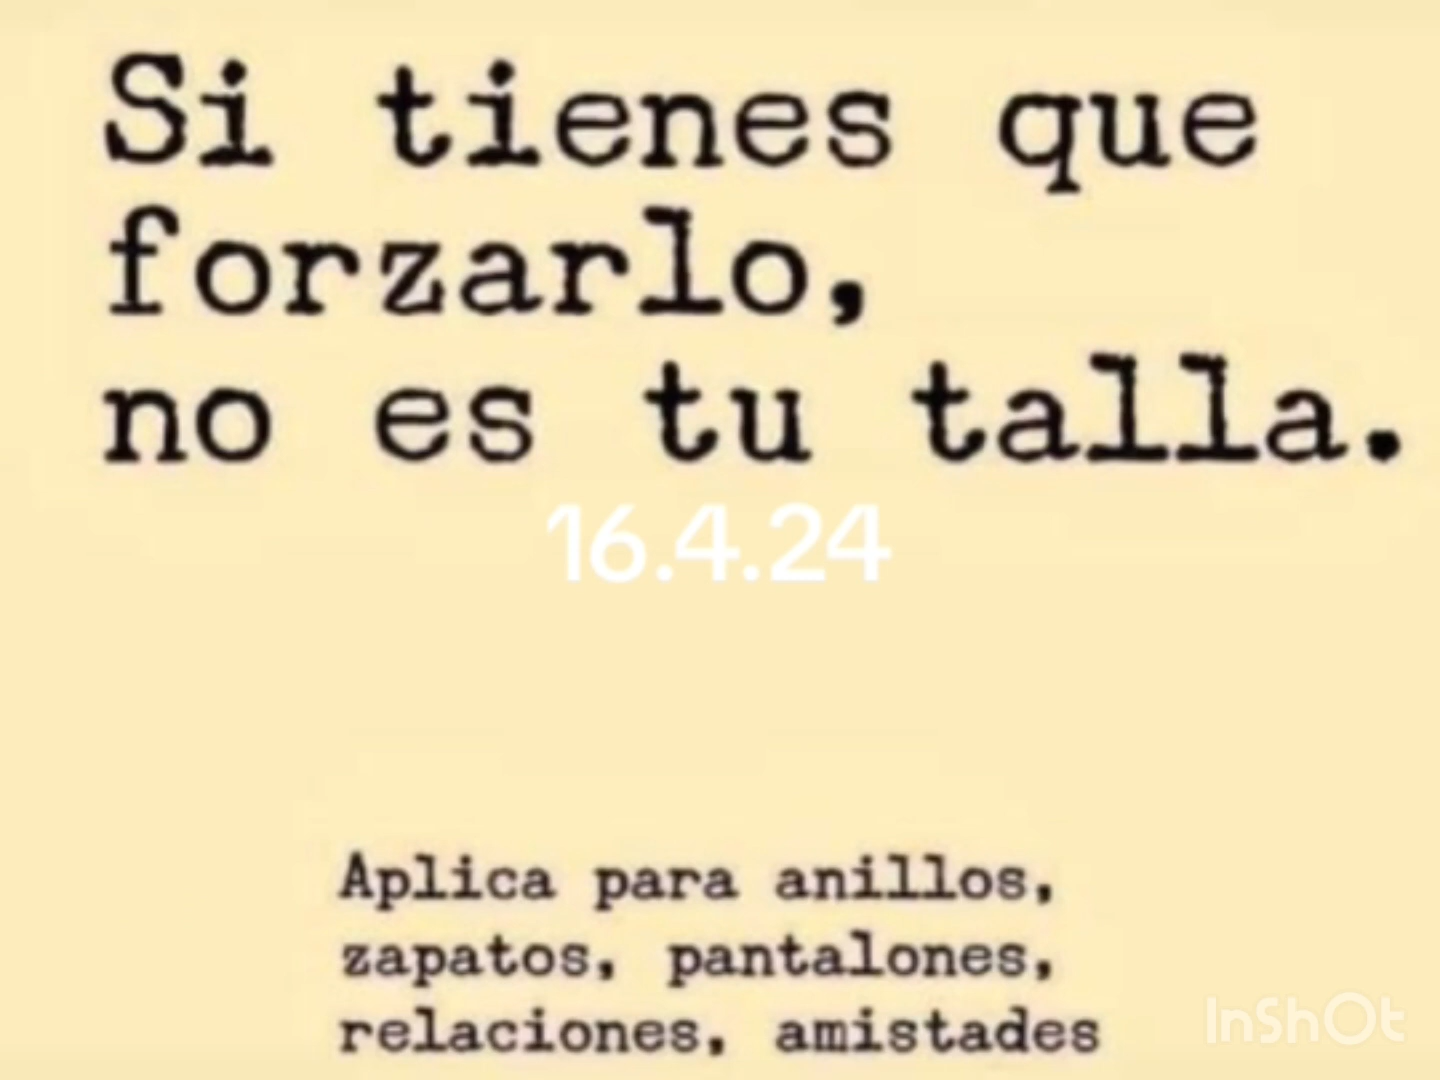 Si tienes que
forzarlo,
no es tu talla.
16.4.24
Aplica para anillos,
zapatos, pantalones,
relaciones, amistades
InShOt